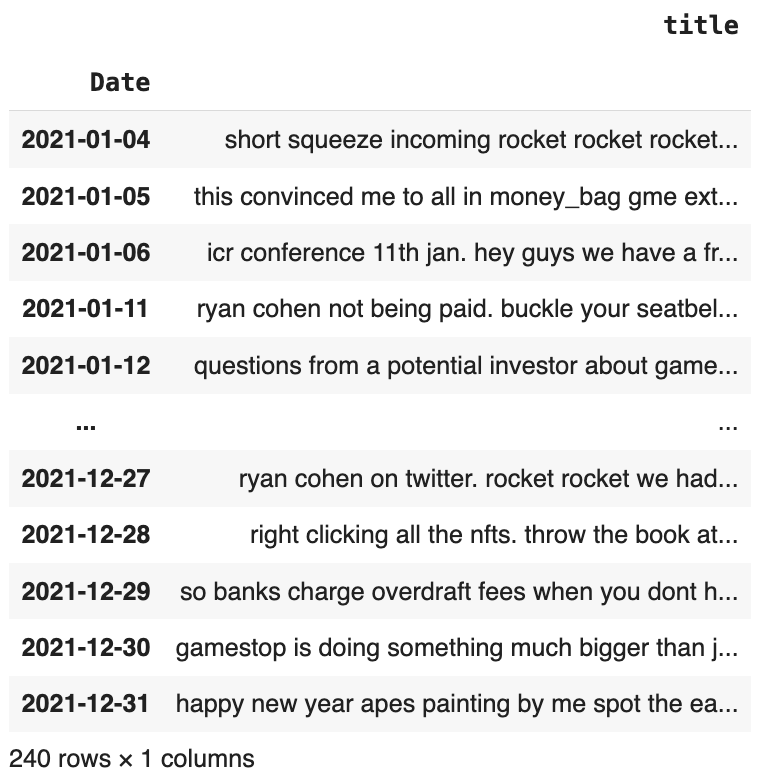 title
Date
2021-01-04 short squeeze incoming rocket rocket rocket...
2021-01-05 this convinced me to all in money_bag gme ext...
2021-01-06 icr conference 11th jan. hey guys we have a fr...
2021-01-11 ryan cohen not being paid. buckle your seatbel...
2021-01-12 questions from a potential investor about game...
... ...
2021-12-27 ryan cohen on twitter. rocket rocket we had...
2021-12-28 right clicking all the nfts. throw the book at...
2021-12-29 so banks charge overdraft fees when you dont h...
2021-12-30 gamestop is doing something much bigger than j...
2021-12-31 happy new year apes painting by me spot the ea...
240 rows × 1 columns